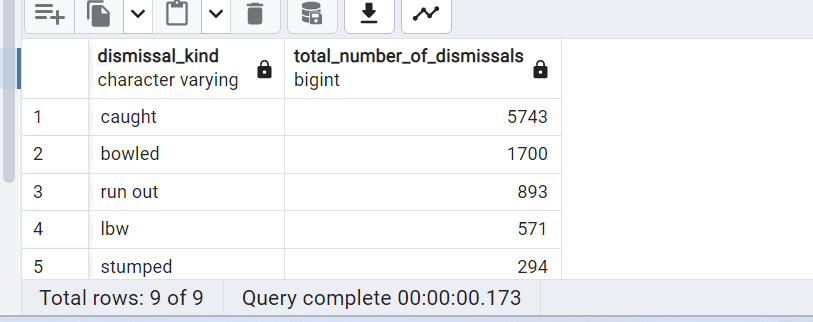 dismissal_kind total_number_of_dismissals
character varying bigint
1 caught 5743
2 bowled 1700
3 run out 893
4 lbw 571
5 stumped 294
Total rows: 9 of 9 Query complete 00:00:00.173